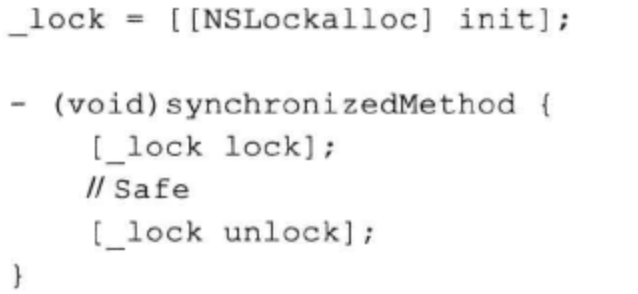 _lock = [[NSLockalloc] init];
- (void)synchronizedMethod {
[_lock lock];
// Safe
[_lock unlock];
}